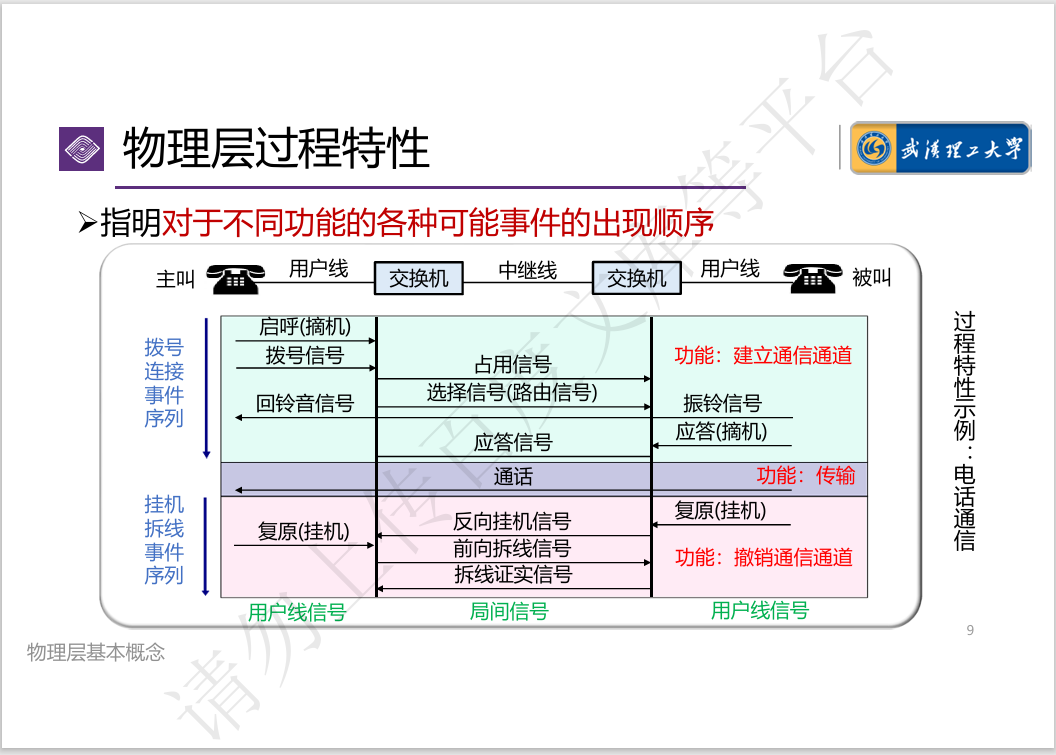 物理层过程特性
武漢理工大學
➢指明对于不同功能的各种可能事件的出现顺序
主叫
用户线
交换机
中继线
交换机
用户线
被叫
拨号
连接
事件
序列
启呼(摘机)
拨号信号
占用信号
功能：建立通信通道
选择信号(路由信号)
回铃音信号
振铃信号
应答(摘机)
应答信号
通话
功能：传输
挂机
拆线
事件
序列
复原(挂机)
反向挂机信号
复原(挂机)
前向拆线信号
功能：撤销通信通道
拆线证实信号
用户线信号
局间信号
用户线信号
过程特性示例：电话通信
9
物理层基本概念
请勿上传百度文库等平台